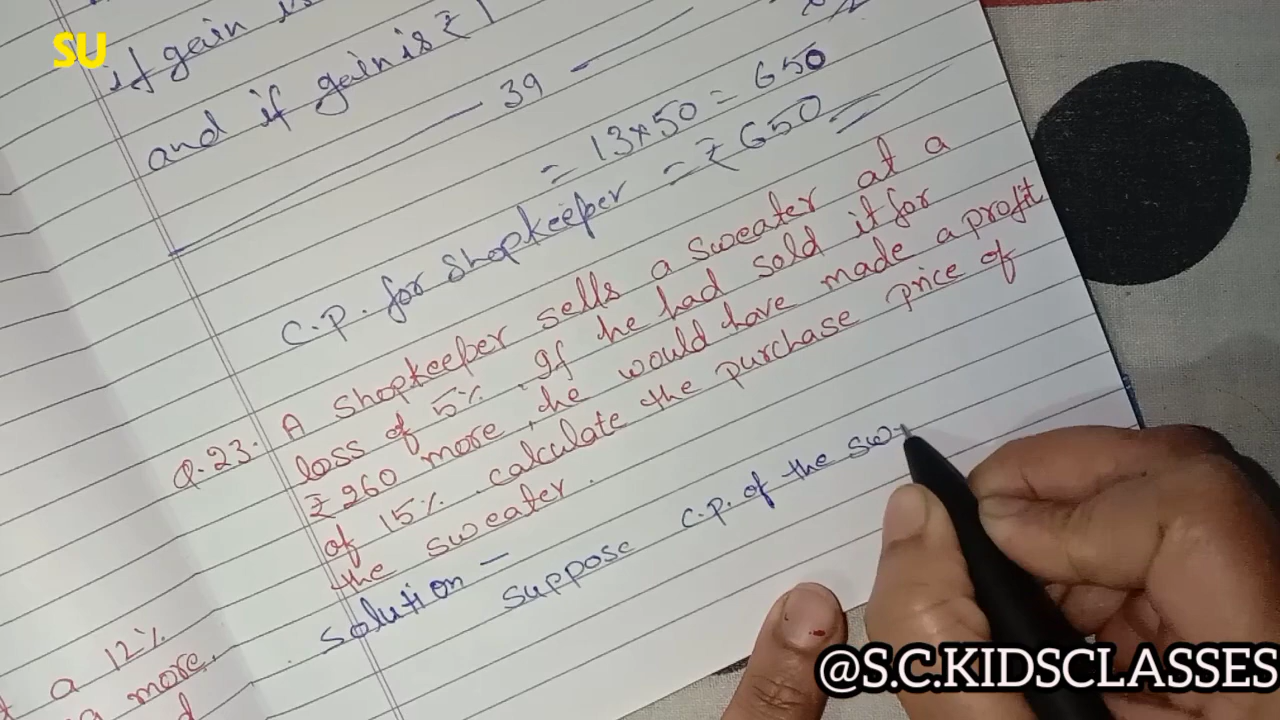 SU
if gain is
and if gain is ₹ 1
39 -
= 13x50 = 650
C.P. for Shopkeeper = ₹ 650
Q.23. A Shopkeeper sells a sweater at a
loss of 5%. If he had sold it for
₹ 260 more, he would have made a profit
of 15%. calculate the purchase price of
the sweater.
Solution -
suppose C.P. of the sw
a 12%
more.
@S.C.KIDSCLASSES